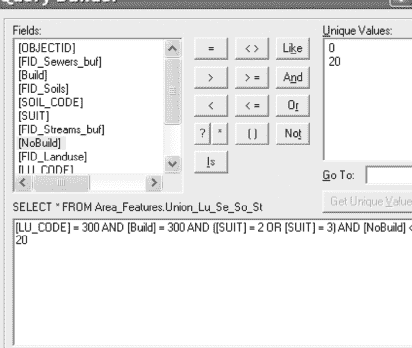 Fields:
[OBJECTID]
[FID_Sewers_buf]
[Build]
[FID_Soils]
[SOIL_CODE]
[SUIT]
[FID_Streams_buf]
[NoBuild]
[FID_Landuse]
[LU_CODE]
= < > Like
> > = And
< < = Or
? * ( ) Not
Is
Unique Values:
0
20
Go To:
Get Unique Value
SELECT * FROM Area_Features.Union_Lu_Se_So_St
[LU_CODE] = 300 AND [Build] = 300 AND ([SUIT] = 2 OR [SUIT] = 3) AND [NoBuild] <
20